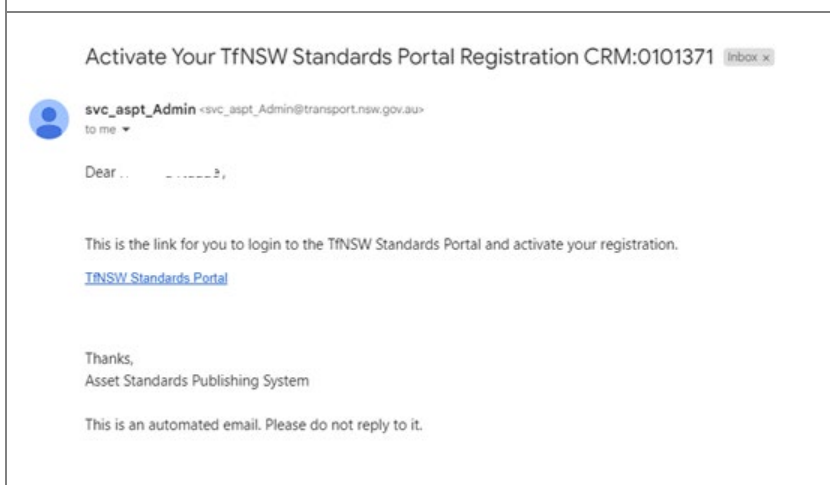 Activate Your TfNSW Standards Portal Registration CRM:0101371 Inbox x
svc_aspt_Admin <svc_aspt_Admin@transport.nsw.gov.au>
to me
Dear
This is the link for you to login to the TfNSW Standards Portal and activate your registration.
TfNSW Standards Portal
Thanks,
Asset Standards Publishing System
This is an automated email. Please do not reply to it.